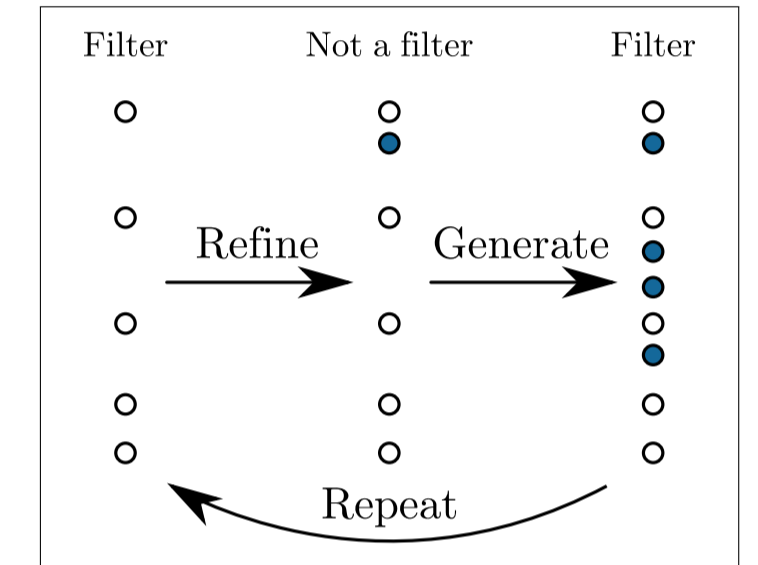 Filter
Not a filter
Filter
Refine
Generate
Repeat